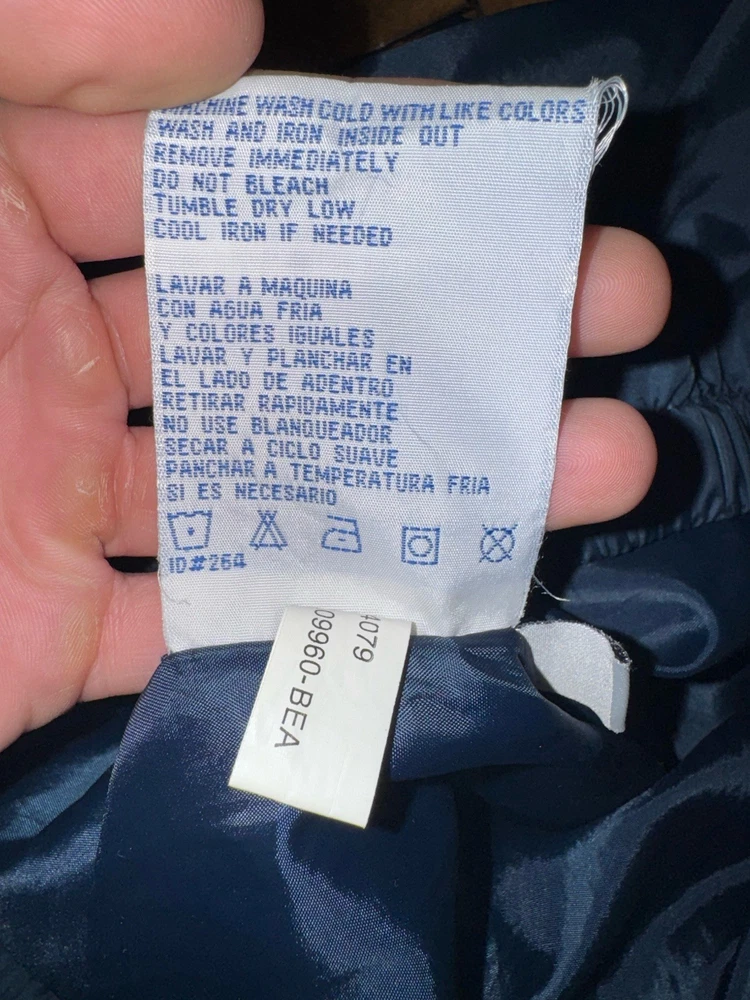 MACHINE WASH COLD WITH LIKE COLORS
WASH AND IRON INSIDE OUT
REMOVE IMMEDIATELY
DO NOT BLEACH
TUMBLE DRY LOW
COOL IRON IF NEEDED
LAVAR A MAQUINA
CON AGUA FRIA
Y COLORES IGUALES
LAVAR Y PLANCHAR EN
EL LADO DE ADENTRO
RETIRAR RAPIDAMENTE
NO USE BLANQUEADOR
SECAR A CICLO SUAVE
PANCHAR A TEMPERATURA FRIA
SI ES NECESARIO
ID#264
4079
09960-BEA